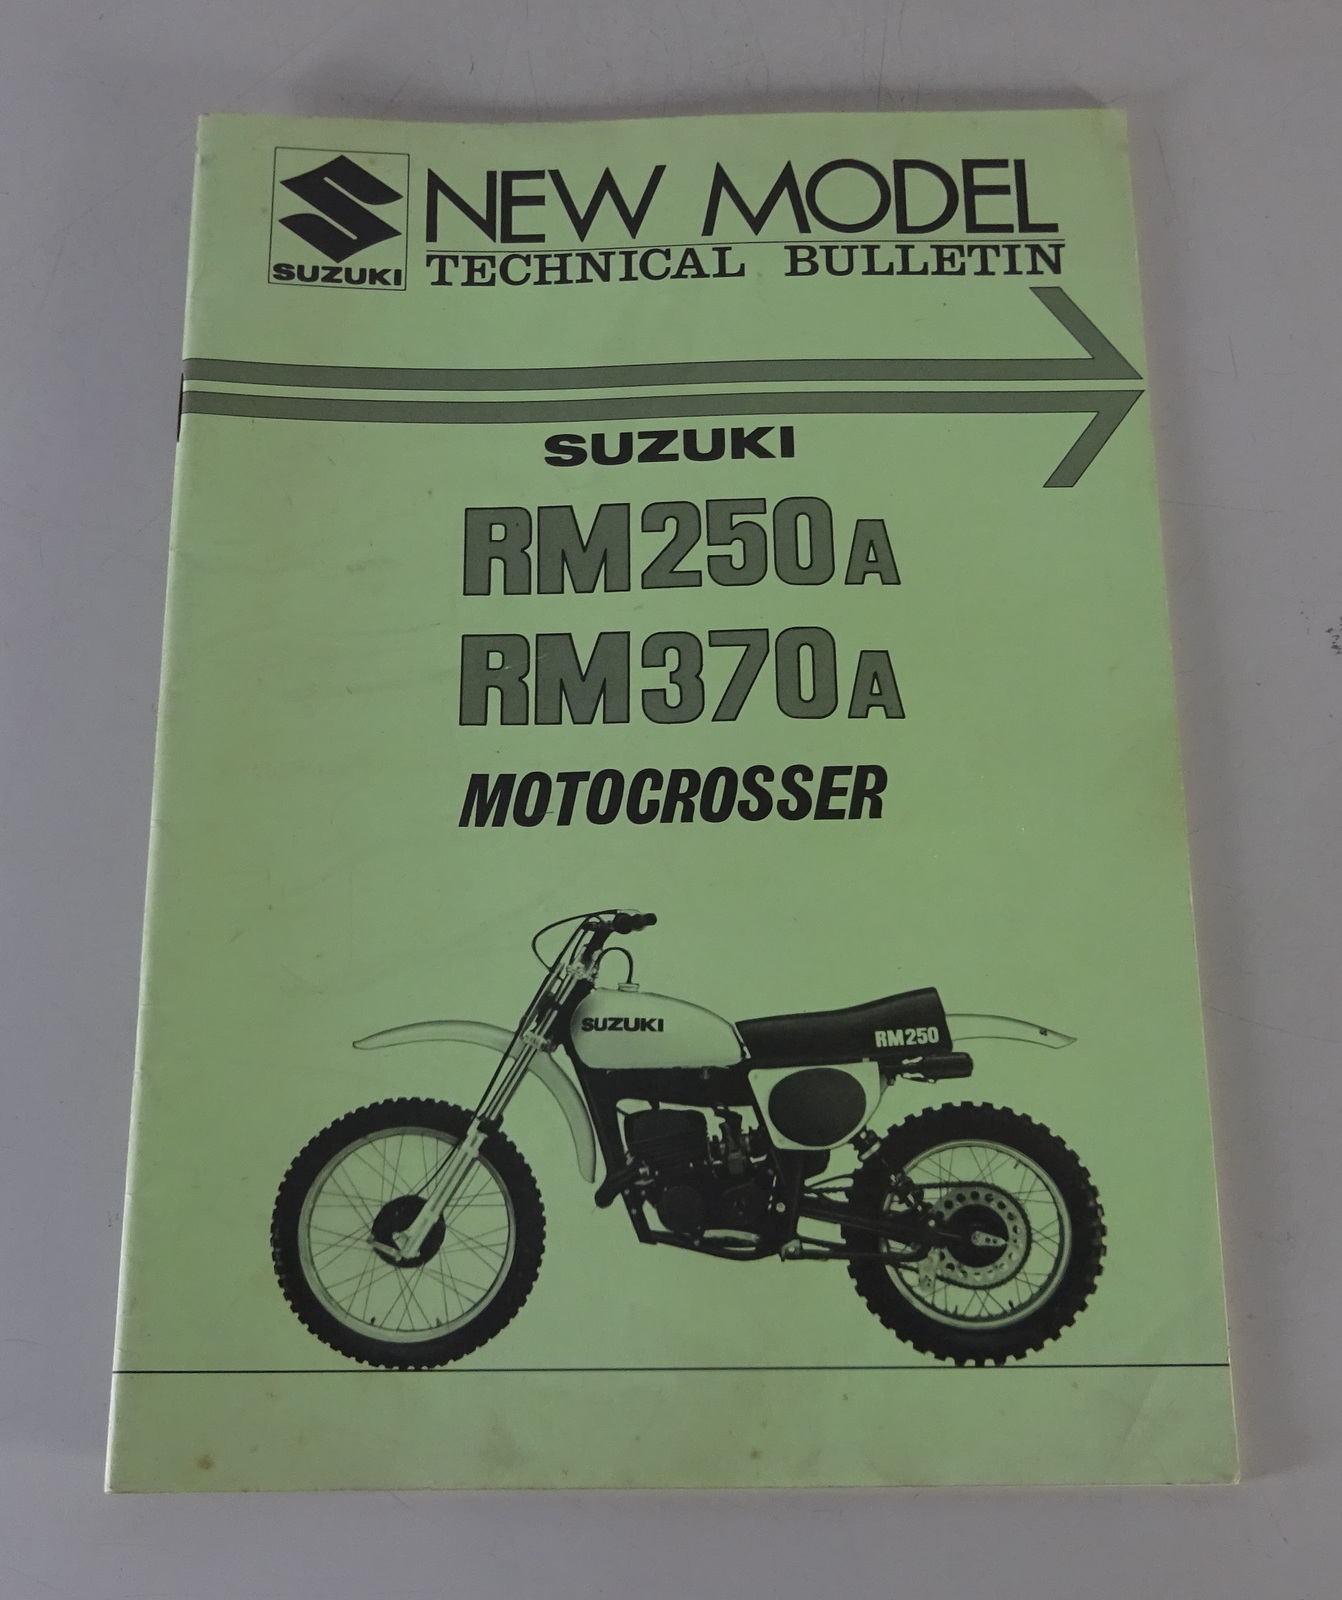 NEW MODEL
TECHNICAL BULLETIN
SUZUKI
SUZUKI
RM250A
RM370A
MOTOCROSSER
SUZUKI
RM250